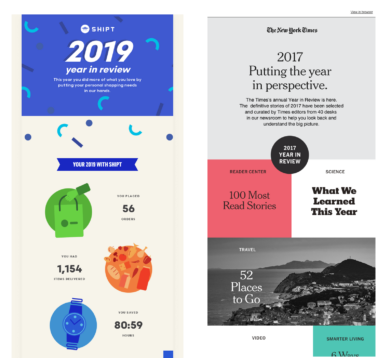 SHIPT
2019
year in review
This year you did more of what you love by
putting your personal shopping needs
in our hands.
YOUR 2019 WITH SHIPT
YOU PLACED
56
ORDERS
YOU HAD
1,154
ITEMS DELIVERED
YOU SAVED
80:59
HOURS
The New York Times
2017
Putting the year
in perspective.
The Times's annual Year in Review is here.
The definitive stories of 2017 have been selected
and curated by Times editors from 40 desks
in our newsroom to help you look back and
understand the big picture.
2017
YEAR IN
REVIEW
READER CENTER
100 Most
Read Stories
SCIENCE
What We
Learned
This Year
TRAVEL
52
Places
to Go
VIDEO
SMARTER LIVING
6 Ways